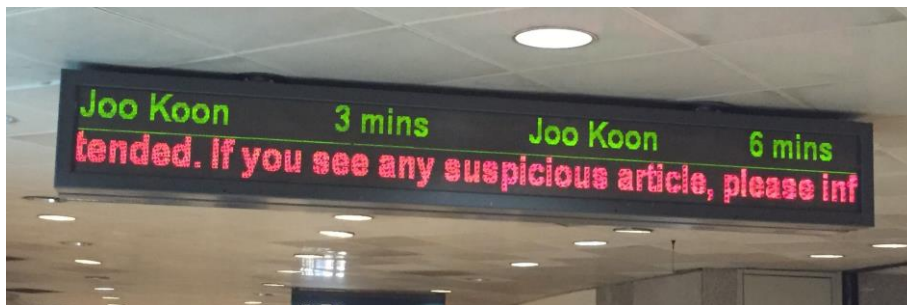 Joo Koon 3 mins Joo Koon 6 mins
tended. If you see any suspicious article, please inf